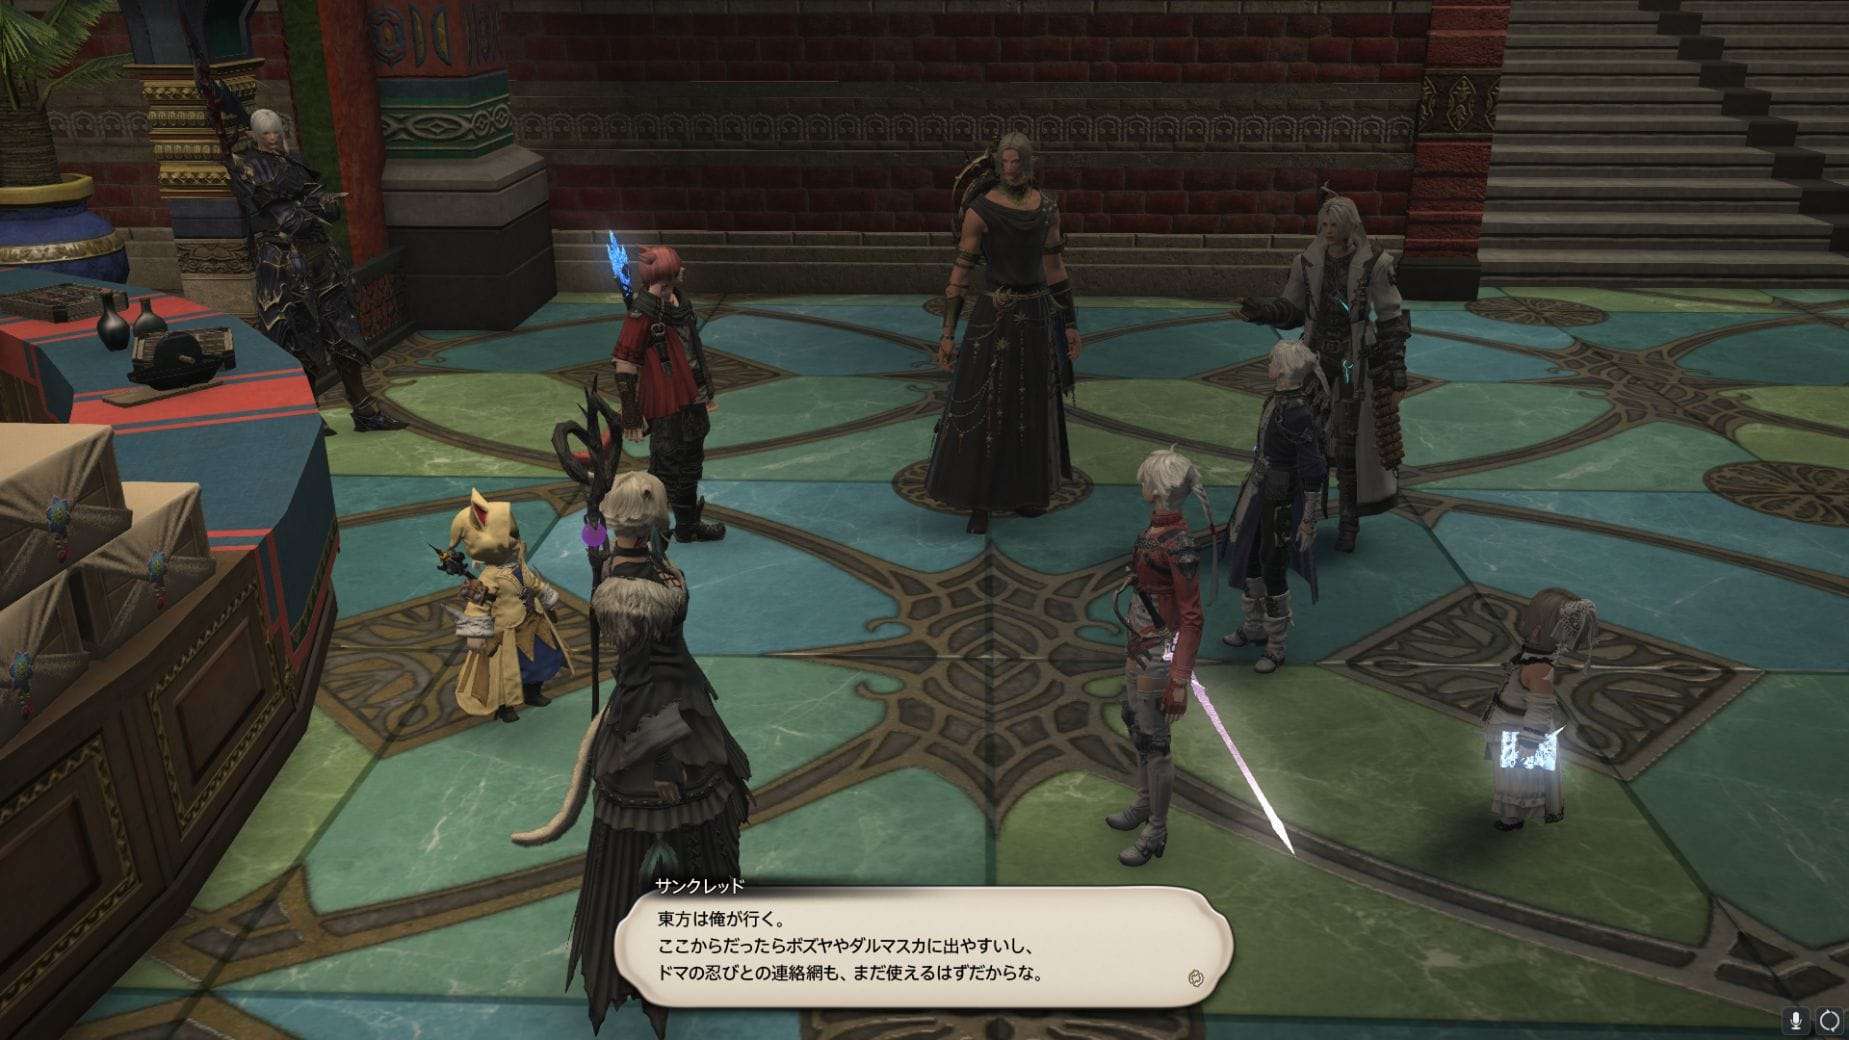 サンクレッド
東方は俺が行く。
ここからだったらボズヤやダルマスカに出やすいし、
ドマの忍びとの連絡網も、まだ使えるはずだからな。